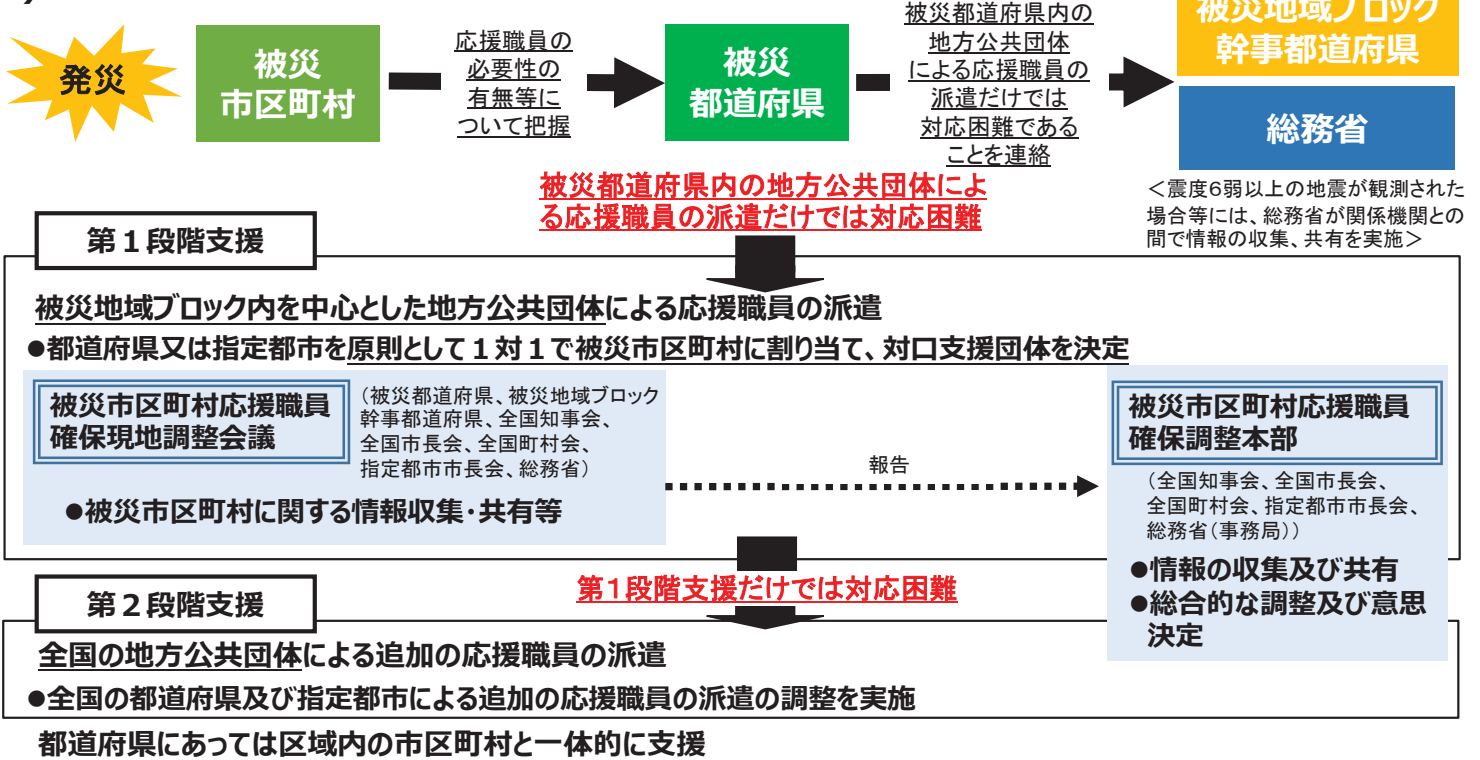 発災
被災
市区町村
応援職員の
必要性の
有無等に
ついて把握
被災
都道府県
被災都道府県内の
地方公共団体
による応援職員の
派遣だけでは
対応困難である
ことを連絡
被災地域ブロック
幹事都道府県
総務省
<震度6弱以上の地震が観測された
場合等には、総務省が関係機関との
間で情報の収集、共有を実施>
被災都道府県内の地方公共団体によ
る応援職員の派遣だけでは対応困難
第1段階支援
被災地域ブロック内を中心とした地方公共団体による応援職員の派遣
●都道府県又は指定都市を原則として1対1で被災市区町村に割り当て、対口支援団体を決定
被災市区町村応援職員
確保現地調整会議
(被災都道府県、被災地域ブロック
幹事都道府県、全国知事会、
全国市長会、全国町村会、
指定都市市長会、総務省)
●被災市区町村に関する情報収集・共有等
報告
被災市区町村応援職員
確保調整本部
(全国知事会、全国市長会、
全国町村会、指定都市市長会、
総務省(事務局))
●情報の収集及び共有
●総合的な調整及び意思
決定
第1段階支援だけでは対応困難
第2段階支援
全国の地方公共団体による追加の応援職員の派遣
●全国の都道府県及び指定都市による追加の応援職員の派遣の調整を実施
都道府県にあっては区域内の市区町村と一体的に支援